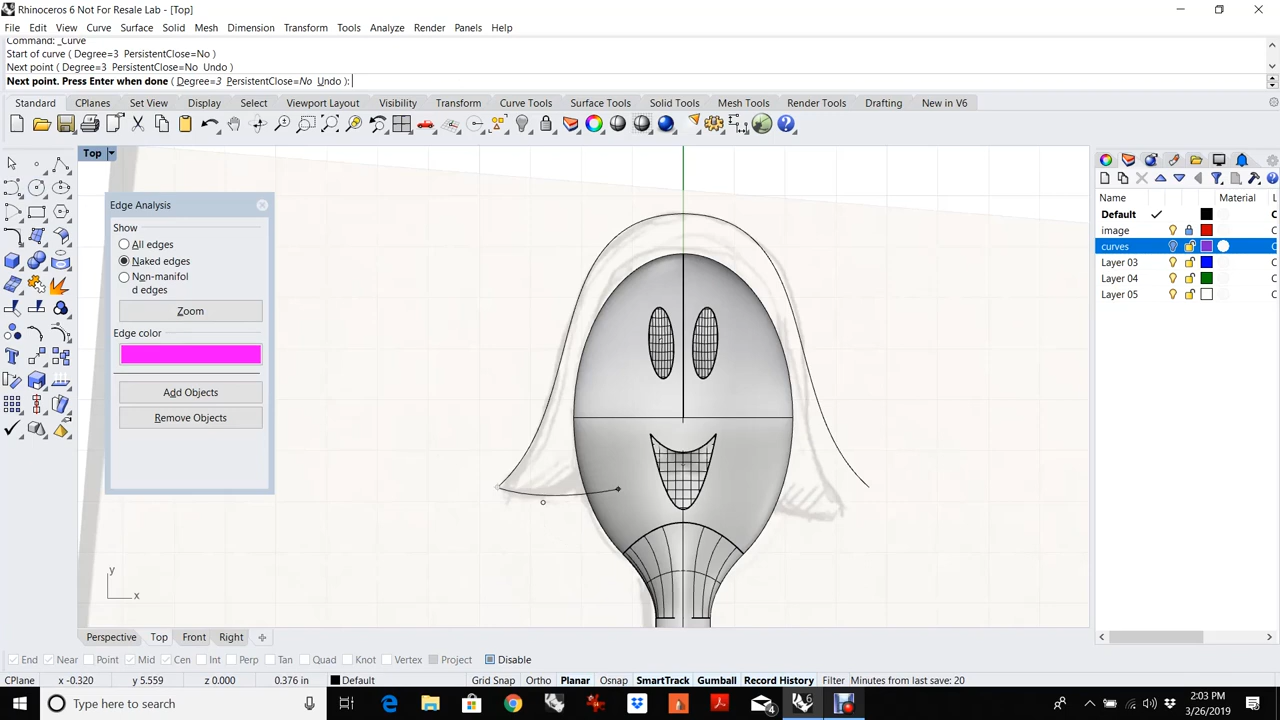 Rhinoceros 6 Not For Resale Lab - [Top]
File Edit View Curve Surface Solid Mesh Dimension Transform Tools Analyze Render Panels Help
Command: _Curve
Start of curve ( Degree=3 PersistentClose=No )
Next point ( Degree=3 PersistentClose=No Undo )
Next point. Press Enter when done ( Degree=3 PersistentClose=No Undo ):
Standard CPlanes Set View Display Select Viewport Layout Visibility Transform Curve Tools Surface Tools Solid Tools Mesh Tools Render Tools Drafting New in V6
Top
Name Material
Default
image
curves
Layer 03
Layer 04
Layer 05
Edge Analysis
Show
All edges
Naked edges
Non-manifol
d edges
Zoom
Edge color
Add Objects
Remove Objects
y
x
Perspective Top Front Right
End Near Point Mid Cen Int Perp Tan Quad Knot Vertex Project Disable
CPlane x -0.320 y 5.559 z 0.000 0.376 in Default Grid Snap Ortho Planar Osnap SmartTrack Gumball Record History Filter Minutes from last save: 20
Type here to search
4
2:03 PM
3/26/2019